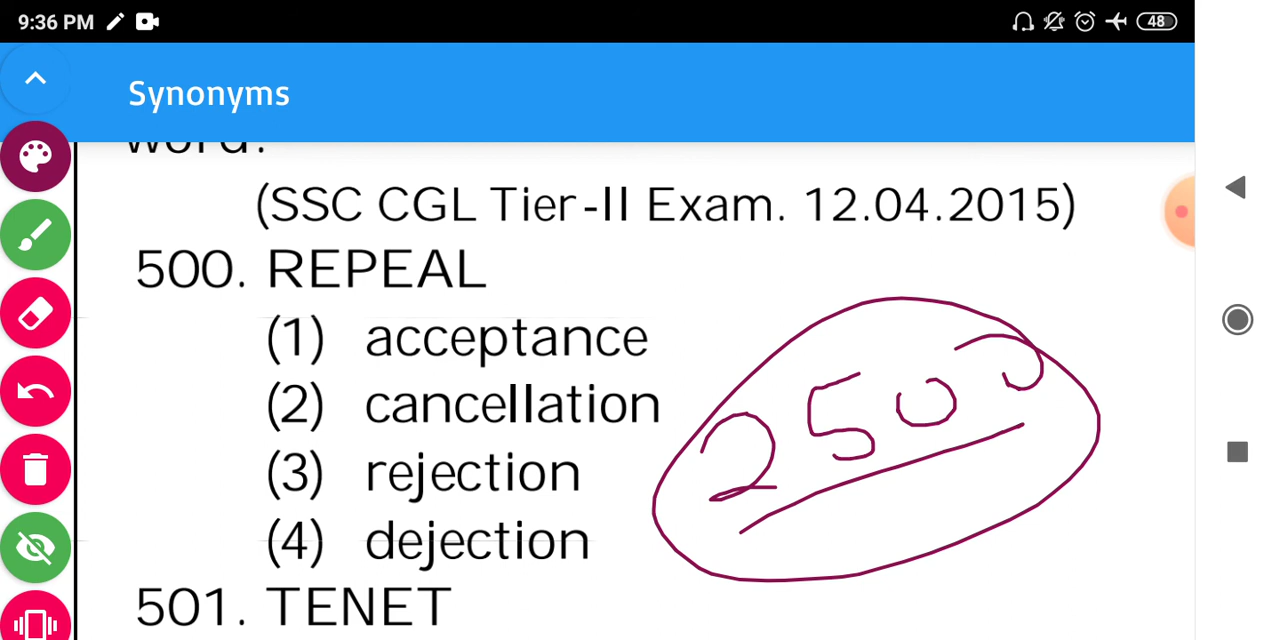 9:36 PM
48
Synonyms
word?
(SSC CGL Tier-II Exam. 12.04.2015)
500. REPEAL
(1) acceptance
(2) cancellation
(3) rejection
(4) dejection
2500
501. TENET